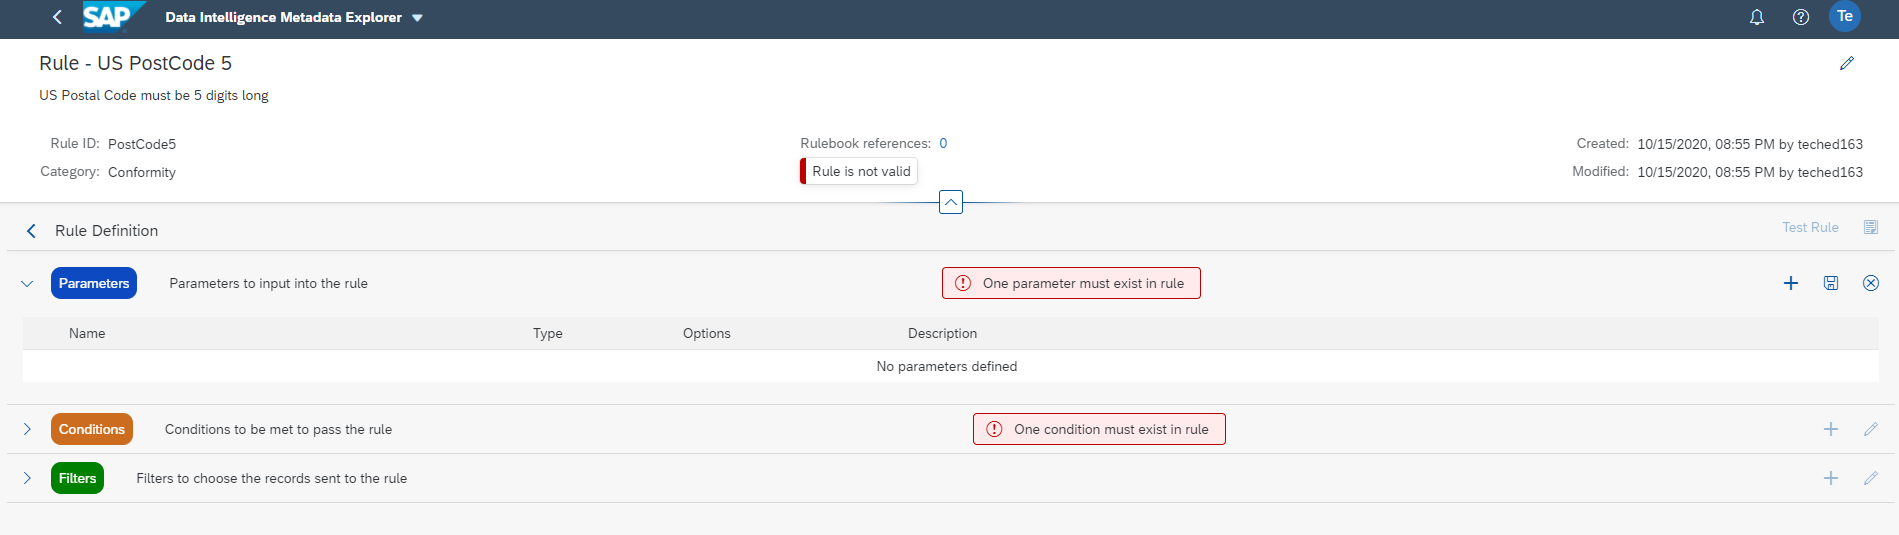 SAP Data Intelligence Metadata Explorer Te
Rule - US PostCode 5
US Postal Code must be 5 digits long
Rule ID: PostCode5 Rulebook references: 0 Created: 10/15/2020, 08:55 PM by teched163
Category: Conformity Rule is not valid Modified: 10/15/2020, 08:55 PM by teched163
Rule Definition Test Rule
Parameters Parameters to input into the rule One parameter must exist in rule
Name Type Options Description
No parameters defined
Conditions Conditions to be met to pass the rule One condition must exist in rule
Filters Filters to choose the records sent to the rule